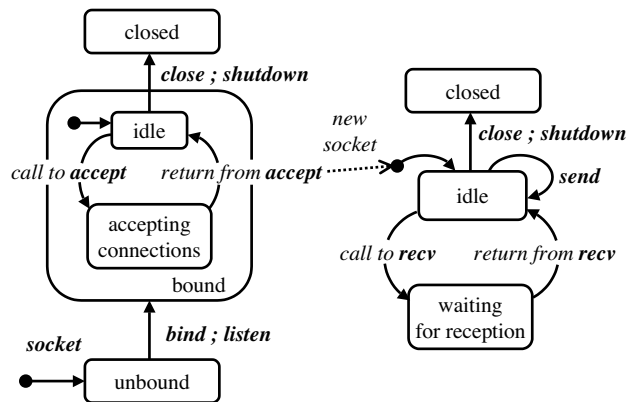 closed
close ; shutdown
idle
call to accept
return from accept
accepting
connections
bound
bind ; listen
socket
unbound
new
socket
closed
close ; shutdown
idle
send
call to recv
return from recv
waiting
for reception